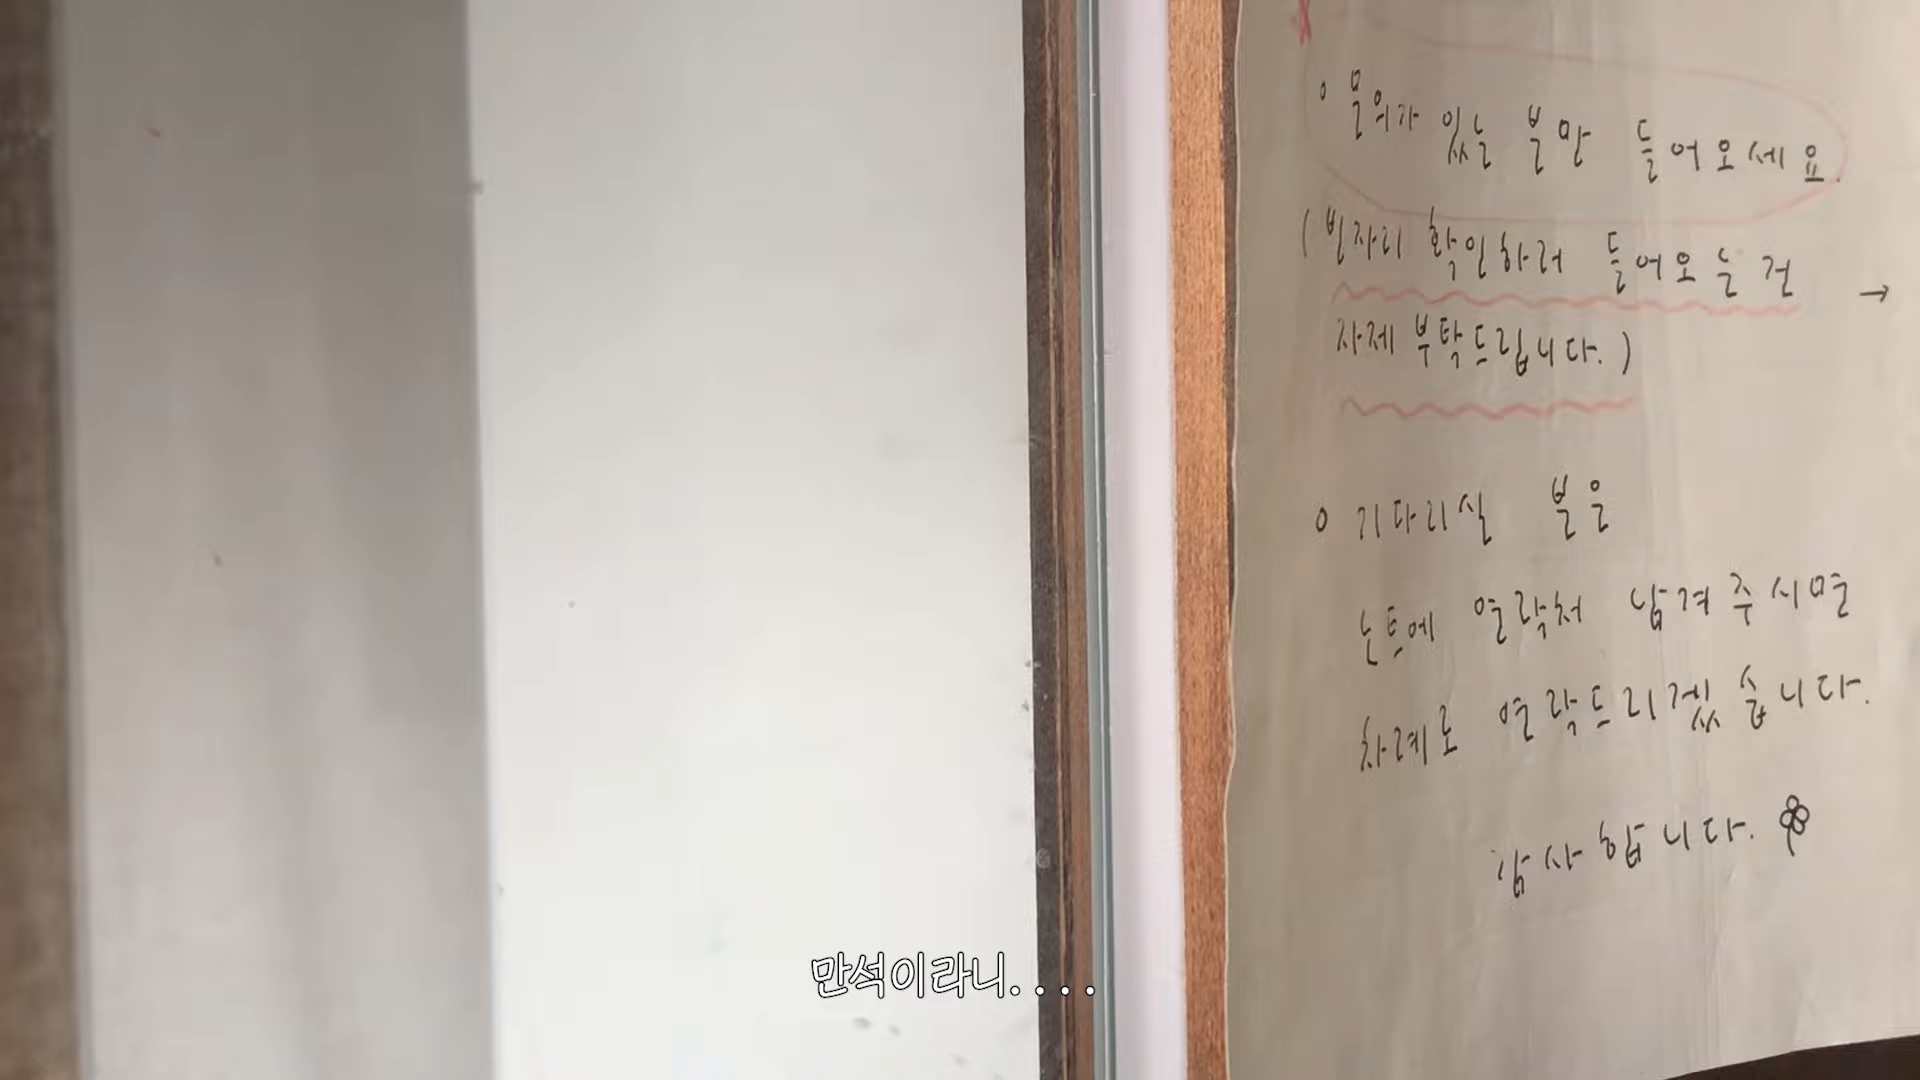 ○ 문의가 있는 분만 들어오세요.
(빈자리 확인하러 들어오는 건 →
자제 부탁드립니다.)
○ 기다리실 분은
노트에 연락처 남겨주시면
차례로 연락드리겠습니다.
감사합니다.
만석이라니....